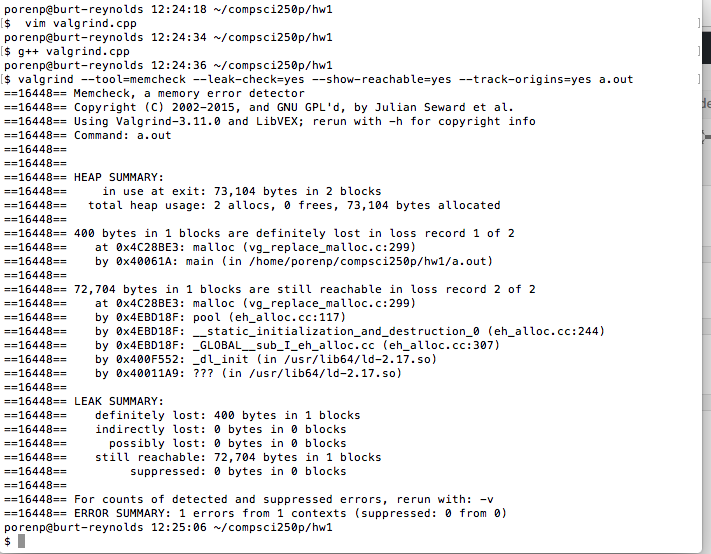 porenp@burt-reynolds 12:24:18 ~/compsci250p/hw1
[$  vim valgrind.cpp ]
porenp@burt-reynolds 12:24:34 ~/compsci250p/hw1
[$ g++ valgrind.cpp ]
porenp@burt-reynolds 12:24:36 ~/compsci250p/hw1
[$ valgrind --tool=memcheck --leak-check=yes --show-reachable=yes --track-origins=yes a.out ]
==16448== Memcheck, a memory error detector
==16448== Copyright (C) 2002-2015, and GNU GPL'd, by Julian Seward et al.
==16448== Using Valgrind-3.11.0 and LibVEX; rerun with -h for copyright info
==16448== Command: a.out
==16448==
==16448==
==16448== HEAP SUMMARY:
==16448==     in use at exit: 73,104 bytes in 2 blocks
==16448==   total heap usage: 2 allocs, 0 frees, 73,104 bytes allocated
==16448==
==16448== 400 bytes in 1 blocks are definitely lost in loss record 1 of 2
==16448==    at 0x4C28BE3: malloc (vg_replace_malloc.c:299)
==16448==    by 0x40061A: main (in /home/porenp/compsci250p/hw1/a.out)
==16448==
==16448== 72,704 bytes in 1 blocks are still reachable in loss record 2 of 2
==16448==    at 0x4C28BE3: malloc (vg_replace_malloc.c:299)
==16448==    by 0x4EBD18F: pool (eh_alloc.cc:117)
==16448==    by 0x4EBD18F: __static_initialization_and_destruction_0 (eh_alloc.cc:244)
==16448==    by 0x4EBD18F: _GLOBAL__sub_I_eh_alloc.cc (eh_alloc.cc:307)
==16448==    by 0x400F552: _dl_init (in /usr/lib64/ld-2.17.so)
==16448==    by 0x40011A9: ??? (in /usr/lib64/ld-2.17.so)
==16448==
==16448== LEAK SUMMARY:
==16448==    definitely lost: 400 bytes in 1 blocks
==16448==    indirectly lost: 0 bytes in 0 blocks
==16448==      possibly lost: 0 bytes in 0 blocks
==16448==    still reachable: 72,704 bytes in 1 blocks
==16448==         suppressed: 0 bytes in 0 blocks
==16448==
==16448== For counts of detected and suppressed errors, rerun with: -v
==16448== ERROR SUMMARY: 1 errors from 1 contexts (suppressed: 0 from 0)
porenp@burt-reynolds 12:25:06 ~/compsci250p/hw1
$